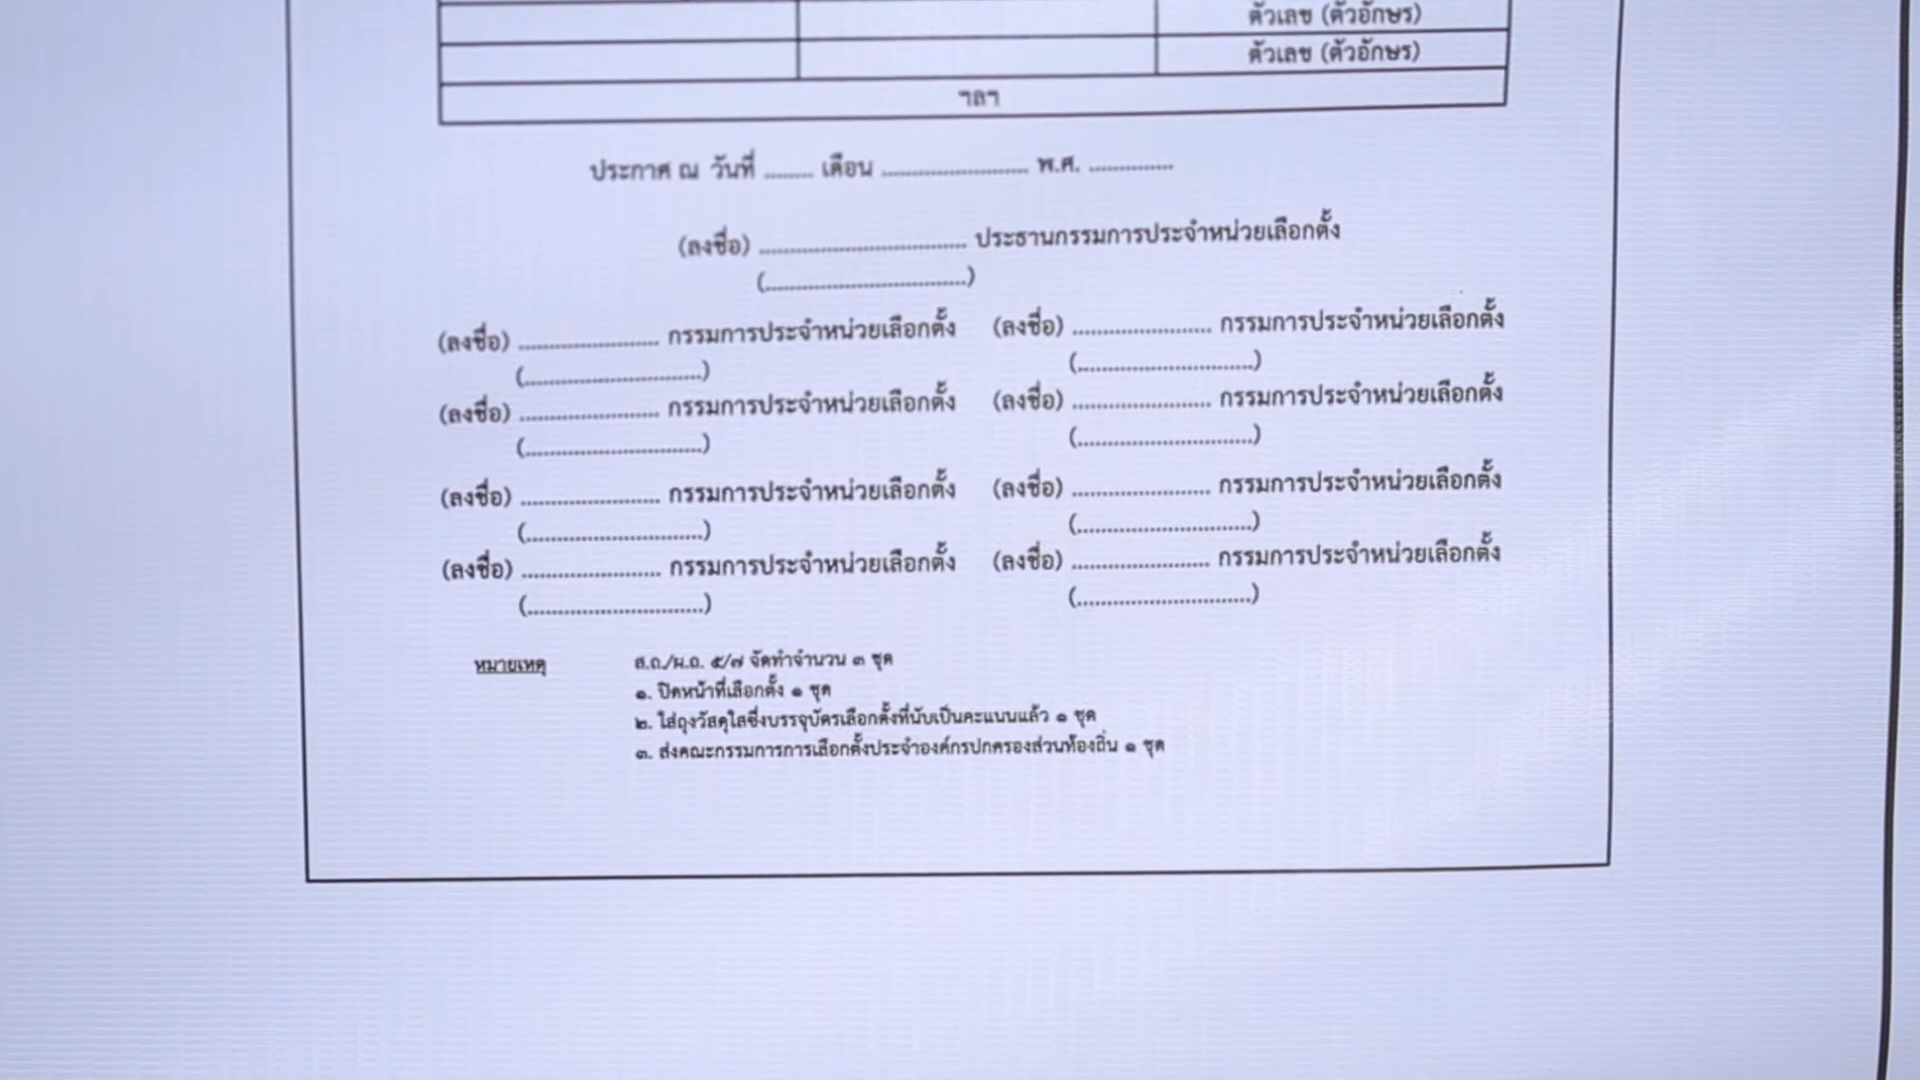 ตัวเลข (ตัวอักษร)
ตัวเลข (ตัวอักษร)
ฯลฯ
ประกาศ ณ วันที่ ........ เดือน ......................... พ.ศ. ..............
(ลงชื่อ) ................................... ประธานกรรมการประจำหน่วยเลือกตั้ง
(...................................)
(ลงชื่อ) ........................ กรรมการประจำหน่วยเลือกตั้ง (ลงชื่อ) ........................ กรรมการประจำหน่วยเลือกตั้ง
(..............................) (..............................)
(ลงชื่อ) ........................ กรรมการประจำหน่วยเลือกตั้ง (ลงชื่อ) ........................ กรรมการประจำหน่วยเลือกตั้ง
(..............................) (..............................)
(ลงชื่อ) ........................ กรรมการประจำหน่วยเลือกตั้ง (ลงชื่อ) ........................ กรรมการประจำหน่วยเลือกตั้ง
(..............................) (..............................)
(ลงชื่อ) ........................ กรรมการประจำหน่วยเลือกตั้ง (ลงชื่อ) ........................ กรรมการประจำหน่วยเลือกตั้ง
(..............................) (..............................)
หมายเหตุ ส.ถ./ผ.ถ. ๕/๗ จัดทำจำนวน ๓ ชุด
๑. ปิดหน้าที่เลือกตั้ง ๑ ชุด
๒. ใส่ถุงวัสดุใสซึ่งบรรจุบัตรเลือกตั้งที่นับเป็นคะแนนแล้ว ๑ ชุด
๓. ส่งคณะกรรมการการเลือกตั้งประจำองค์กรปกครองส่วนท้องถิ่น ๑ ชุด